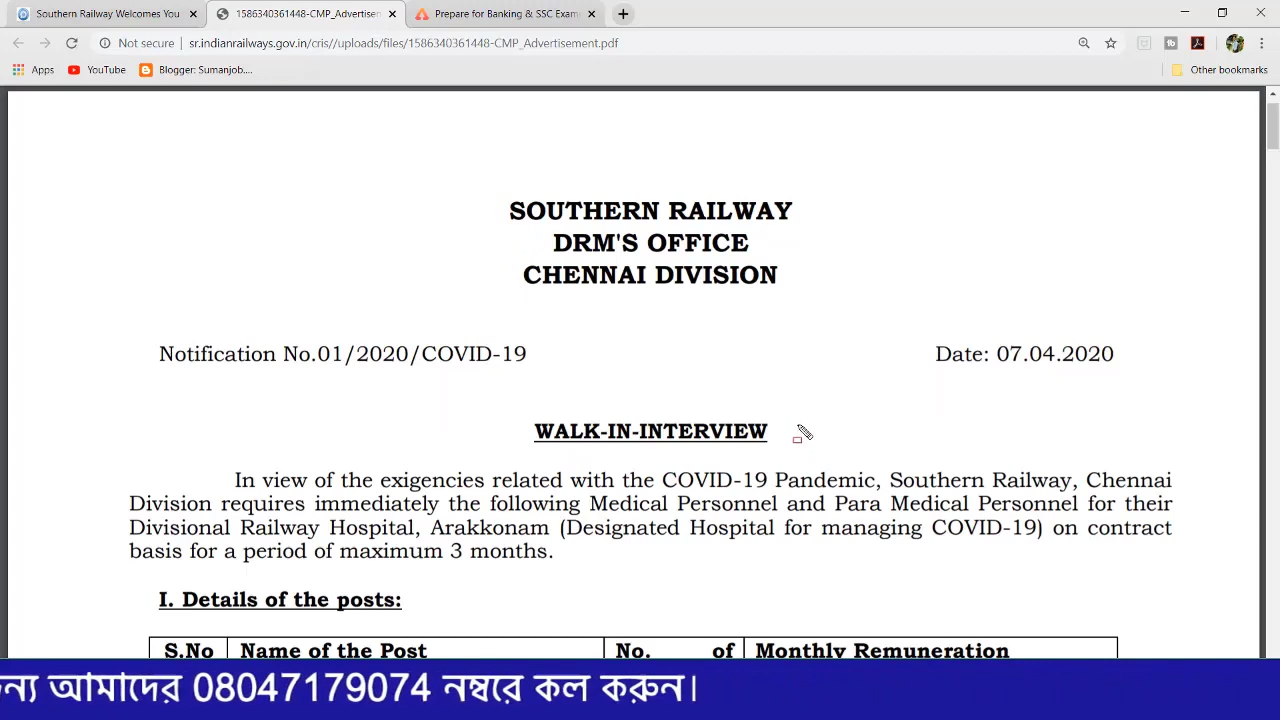 Southern Railway Welcomes You
1586340361448-CMP_Advertisen
Prepare for Banking & SSC Exam
Not secure
sr.indianrailways.gov.in/cris//uploads/files/1586340361448-CMP_Advertisement.pdf
Apps
YouTube
Blogger: Sumanjob....
Other bookmarks
SOUTHERN RAILWAY
DRM'S OFFICE
CHENNAI DIVISION
Notification No.01/2020/COVID-19
Date: 07.04.2020
WALK-IN-INTERVIEW
In view of the exigencies related with the COVID-19 Pandemic, Southern Railway, Chennai
Division requires immediately the following Medical Personnel and Para Medical Personnel for their
Divisional Railway Hospital, Arakkonam (Designated Hospital for managing COVID-19) on contract
basis for a period of maximum 3 months.
I. Details of the posts:
S.No Name of the Post No. of Monthly Remuneration
আমাদের 08047179074 নম্বরে কল করুন।